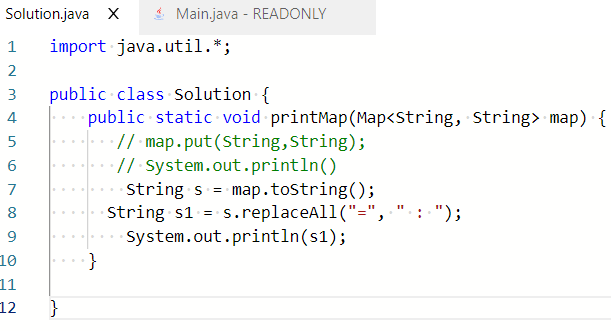 Solution.java × Main.java - READONLY
1 import java.util.*;
2
3 public class Solution {
4 public static void printMap(Map<String, String> map) {
5 // map.put(String,String);
6 // System.out.println()
7 String s = map.toString();
8 String s1 = s.replaceAll("=", " : ");
9 System.out.println(s1);
10 }
11
12 }